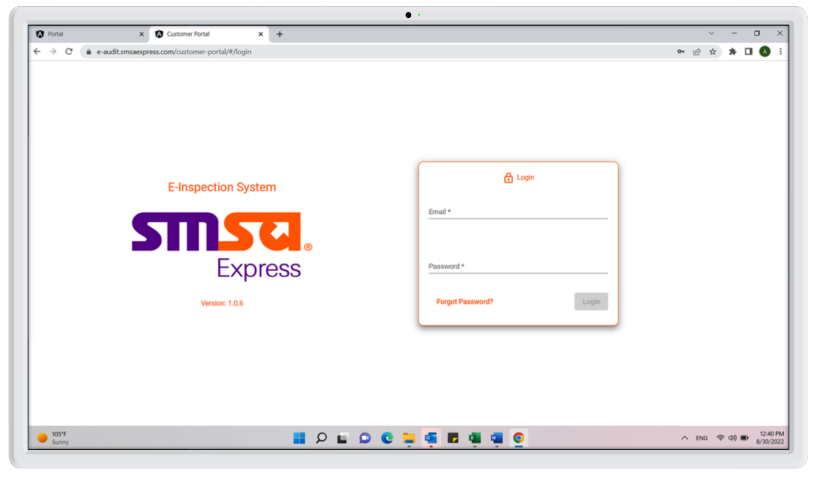 Portal
Customer Portal
e-audit.smsaexpress.com/customer-portal/#/login
A
E-Inspection System
smsa®
Express
Version: 1.0.6
Login
Email *
Password *
Forgot Password?
Login
105°F
Sunny
ENG
12:40 PM
8/30/2022